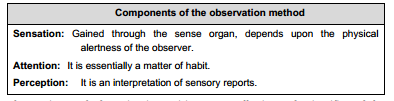 Components of the observation method
Sensation: Gained through the sense organ, depends upon the physical
alertness of the observer.
Attention: It is essentially a matter of habit.
Perception: It is an interpretation of sensory reports.